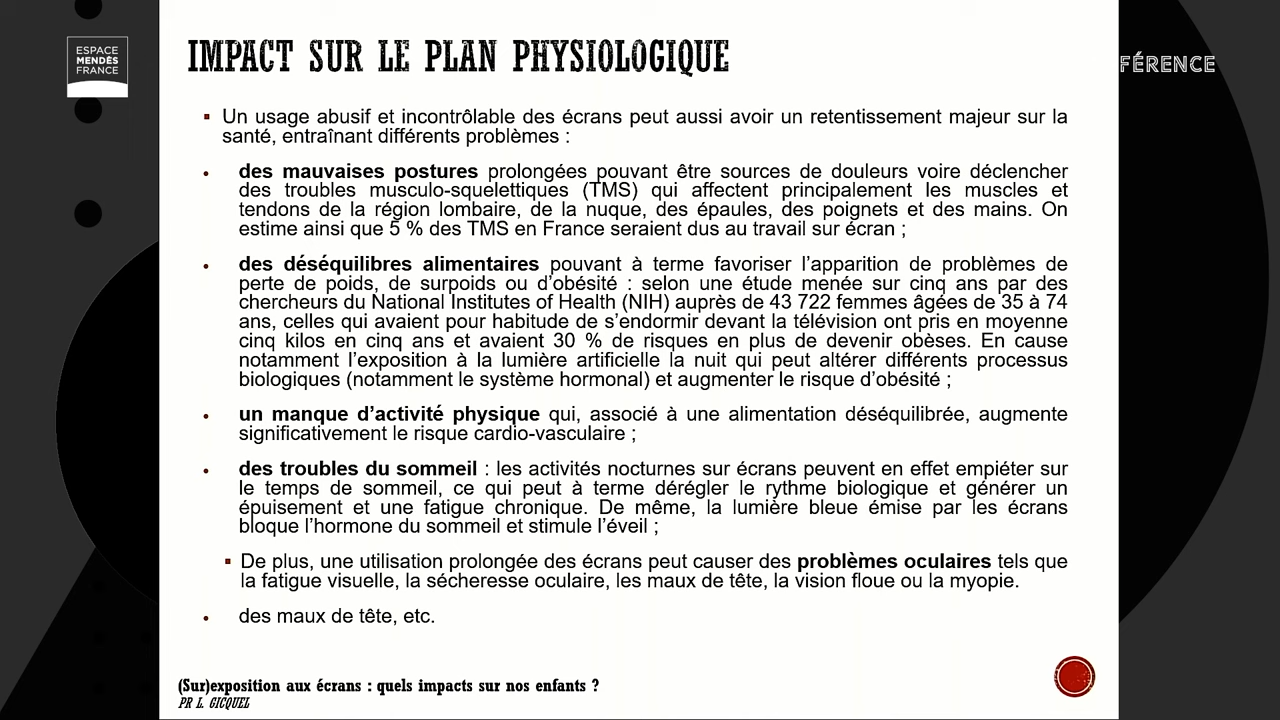 ESPACE
MENDÈS
FRANCE
IMPACT SUR LE PLAN PHYSIOLOGIQUE
FÉRENCE
▪ Un usage abusif et incontrôlable des écrans peut aussi avoir un retentissement majeur sur la
santé, entraînant différents problèmes :
• des mauvaises postures prolongées pouvant être sources de douleurs voire déclencher
des troubles musculo-squelettiques (TMS) qui affectent principalement les muscles et
tendons de la région lombaire, de la nuque, des épaules, des poignets et des mains. On
estime ainsi que 5 % des TMS en France seraient dus au travail sur écran ;
• des déséquilibres alimentaires pouvant à terme favoriser l’apparition de problèmes de
perte de poids, de surpoids ou d’obésité : selon une étude menée sur cinq ans par des
chercheurs du National Institutes of Health (NIH) auprès de 43 722 femmes âgées de 35 à 74
ans, celles qui avaient pour habitude de s’endormir devant la télévision ont pris en moyenne
cinq kilos en cinq ans et avaient 30 % de risques en plus de devenir obèses. En cause
notamment l’exposition à la lumière artificielle la nuit qui peut altérer différents processus
biologiques (notamment le système hormonal) et augmenter le risque d’obésité ;
• un manque d’activité physique qui, associé à une alimentation déséquilibrée, augmente
significativement le risque cardio-vasculaire ;
• des troubles du sommeil : les activités nocturnes sur écrans peuvent en effet empiéter sur
le temps de sommeil, ce qui peut à terme dérégler le rythme biologique et générer un
épuisement et une fatigue chronique. De même, la lumière bleue émise par les écrans
bloque l’hormone du sommeil et stimule l’éveil ;
▪ De plus, une utilisation prolongée des écrans peut causer des problèmes oculaires tels que
la fatigue visuelle, la sécheresse oculaire, les maux de tête, la vision floue ou la myopie.
• des maux de tête, etc.
(Sur)exposition aux écrans : quels impacts sur nos enfants ?
PR L. GICQUEL